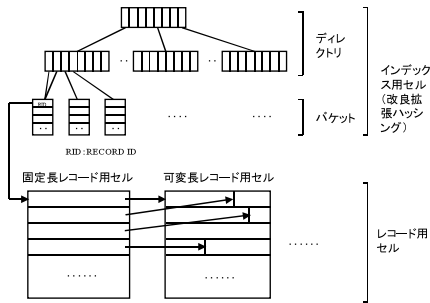 ディレ
クトリ
インデック
ス用セル
(改良拡
張ハッシ
ング)
RID
バケット
RID:RECORD ID
固定長レコード用セル
可変長レコード用セル
レコード用
セル